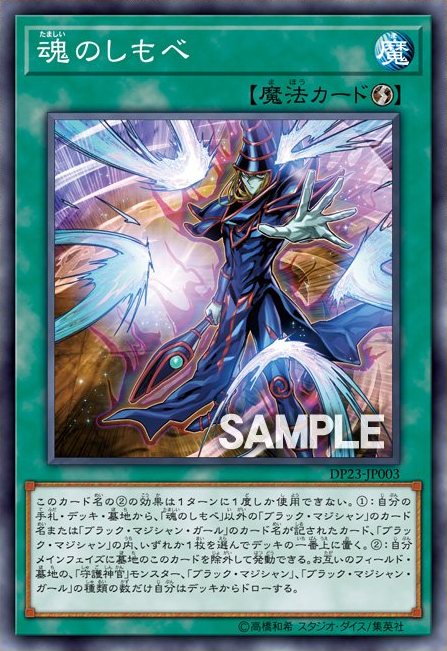 魂のしもべ
魔
【魔法カード】
SAMPLE
DP23-JP003
このカード名の②の効果は1ターンに1度しか使用できない。①:自分の
手札・デッキ・墓地から、「魂のしもべ」以外の「ブラック・マジシャン」のカード
名または「ブラック・マジシャン・ガール」のカード名が記されたカード、「ブラッ
ク・マジシャン」の内、いずれか1枚を選んでデッキの一番上に置く。②:自分
メインフェイズに墓地のこのカードを除外して発動できる。お互いのフィールド・
墓地の、「守護神官」モンスター、「ブラック・マジシャン」、「ブラック・マジシャン・
ガール」の種類の数だけ自分はデッキからドローする。
©高橋和希 スタジオ・ダイス/集英社